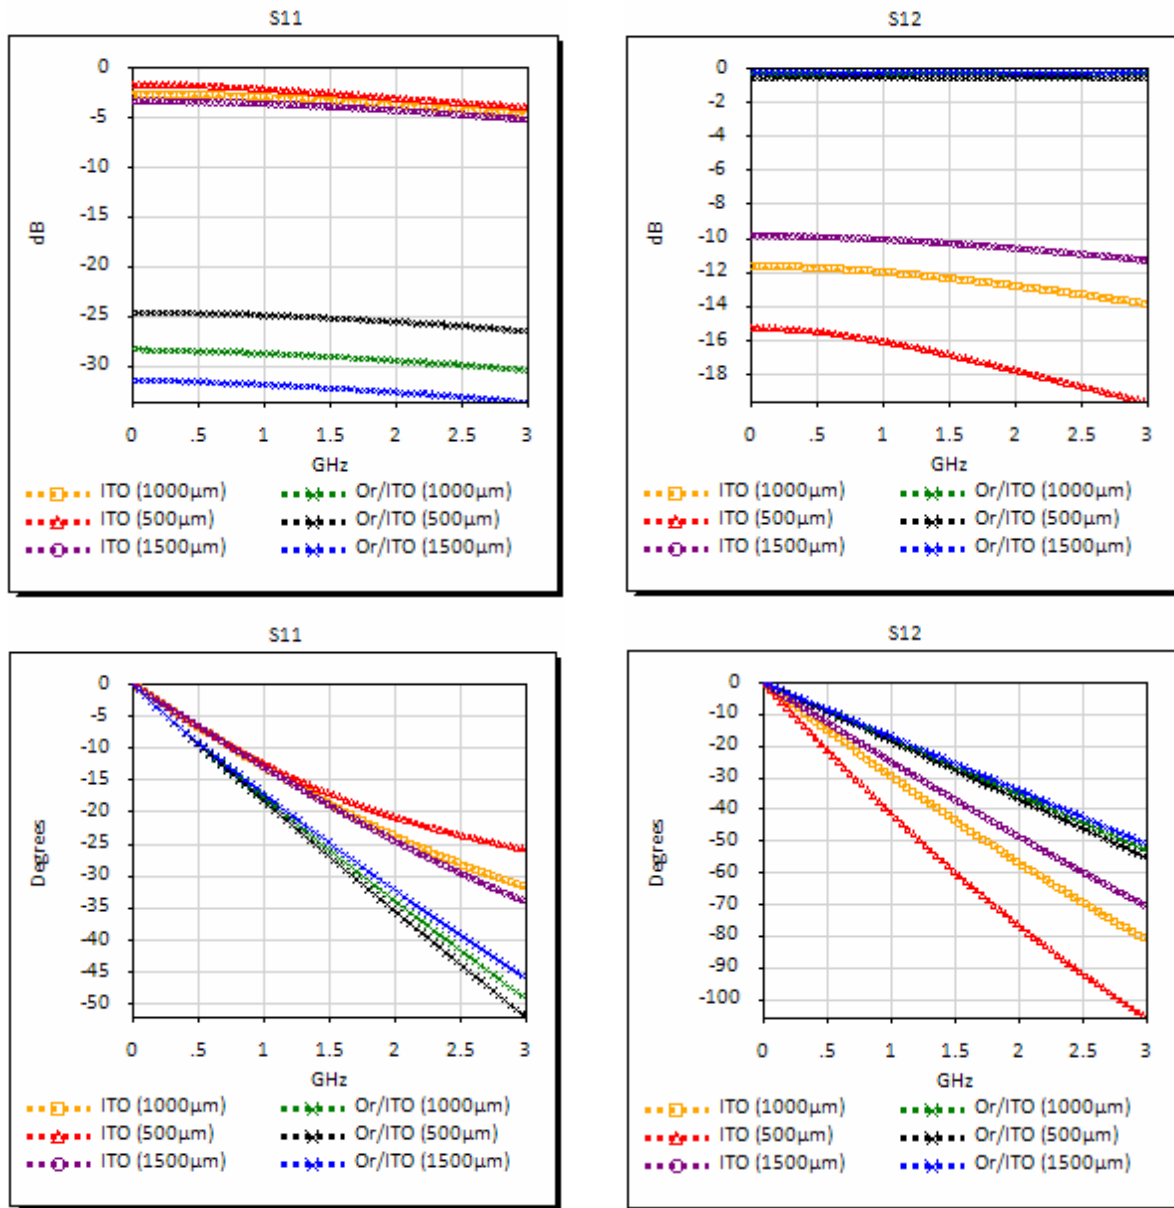 S11
0
-5
-10
-15
-20
-25
-30
dB
0 .5 1 1.5 2 2.5 3
GHz
ITO (1000µm) Or/ITO (1000µm)
ITO (500µm) Or/ITO (500µm)
ITO (1500µm) Or/ITO (1500µm)
S12
0
-2
-4
-6
-8
-10
-12
-14
-16
-18
dB
0 .5 1 1.5 2 2.5 3
GHz
ITO (1000µm) Or/ITO (1000µm)
ITO (500µm) Or/ITO (500µm)
ITO (1500µm) Or/ITO (1500µm)
S11
0
-5
-10
-15
-20
-25
-30
-35
-40
-45
-50
Degrees
0 .5 1 1.5 2 2.5 3
GHz
ITO (1000µm) Or/ITO (1000µm)
ITO (500µm) Or/ITO (500µm)
ITO (1500µm) Or/ITO (1500µm)
S12
0
-10
-20
-30
-40
-50
-60
-70
-80
-90
-100
Degrees
0 .5 1 1.5 2 2.5 3
GHz
ITO (1000µm) Or/ITO (1000µm)
ITO (500µm) Or/ITO (500µm)
ITO (1500µm) Or/ITO (1500µm)